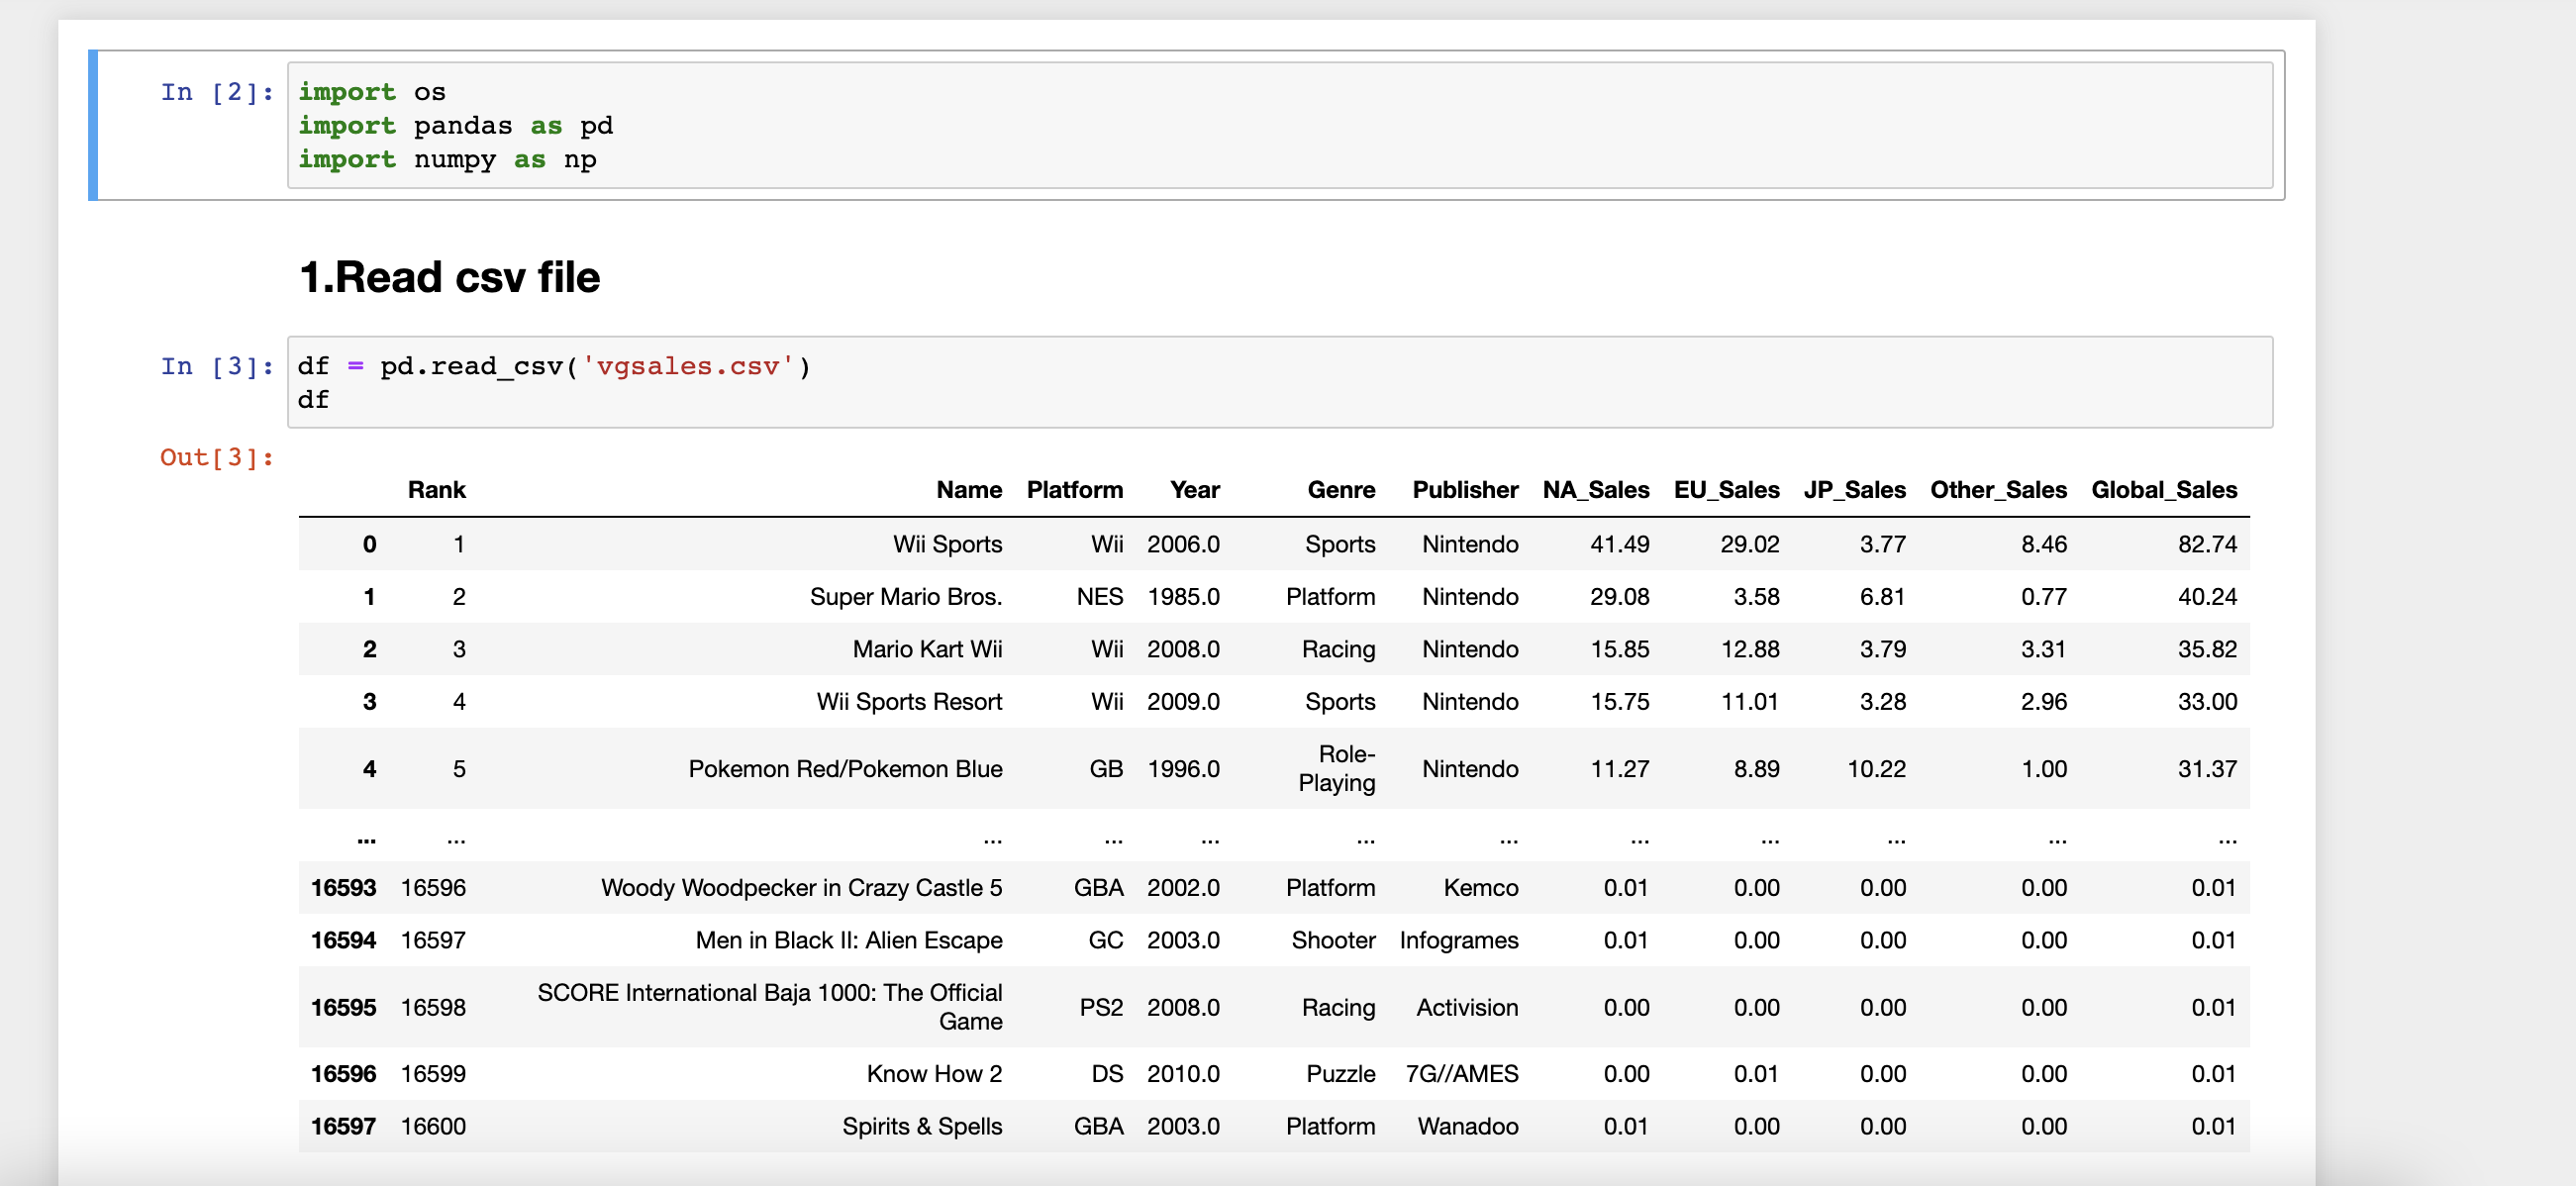 In [2]: import os
import pandas as pd
import numpy as np
1.Read csv file
In [3]: df = pd.read_csv('vgsales.csv')
df
Out[3]:
Rank Name Platform Year Genre Publisher NA_Sales EU_Sales JP_Sales Other_Sales Global_Sales
0 1 Wii Sports Wii 2006.0 Sports Nintendo 41.49 29.02 3.77 8.46 82.74
1 2 Super Mario Bros. NES 1985.0 Platform Nintendo 29.08 3.58 6.81 0.77 40.24
2 3 Mario Kart Wii Wii 2008.0 Racing Nintendo 15.85 12.88 3.79 3.31 35.82
3 4 Wii Sports Resort Wii 2009.0 Sports Nintendo 15.75 11.01 3.28 2.96 33.00
4 5 Pokemon Red/Pokemon Blue GB 1996.0 Role-
Playing Nintendo 11.27 8.89 10.22 1.00 31.37
... ... ... ... ... ... ... ... ... ... ... ...
16593 16596 Woody Woodpecker in Crazy Castle 5 GBA 2002.0 Platform Kemco 0.01 0.00 0.00 0.00 0.01
16594 16597 Men in Black II: Alien Escape GC 2003.0 Shooter Infogrames 0.01 0.00 0.00 0.00 0.01
16595 16598 SCORE International Baja 1000: The Official
Game PS2 2008.0 Racing Activision 0.00 0.00 0.00 0.00 0.01
16596 16599 Know How 2 DS 2010.0 Puzzle 7G//AMES 0.00 0.01 0.00 0.00 0.01
16597 16600 Spirits & Spells GBA 2003.0 Platform Wanadoo 0.01 0.00 0.00 0.00 0.01